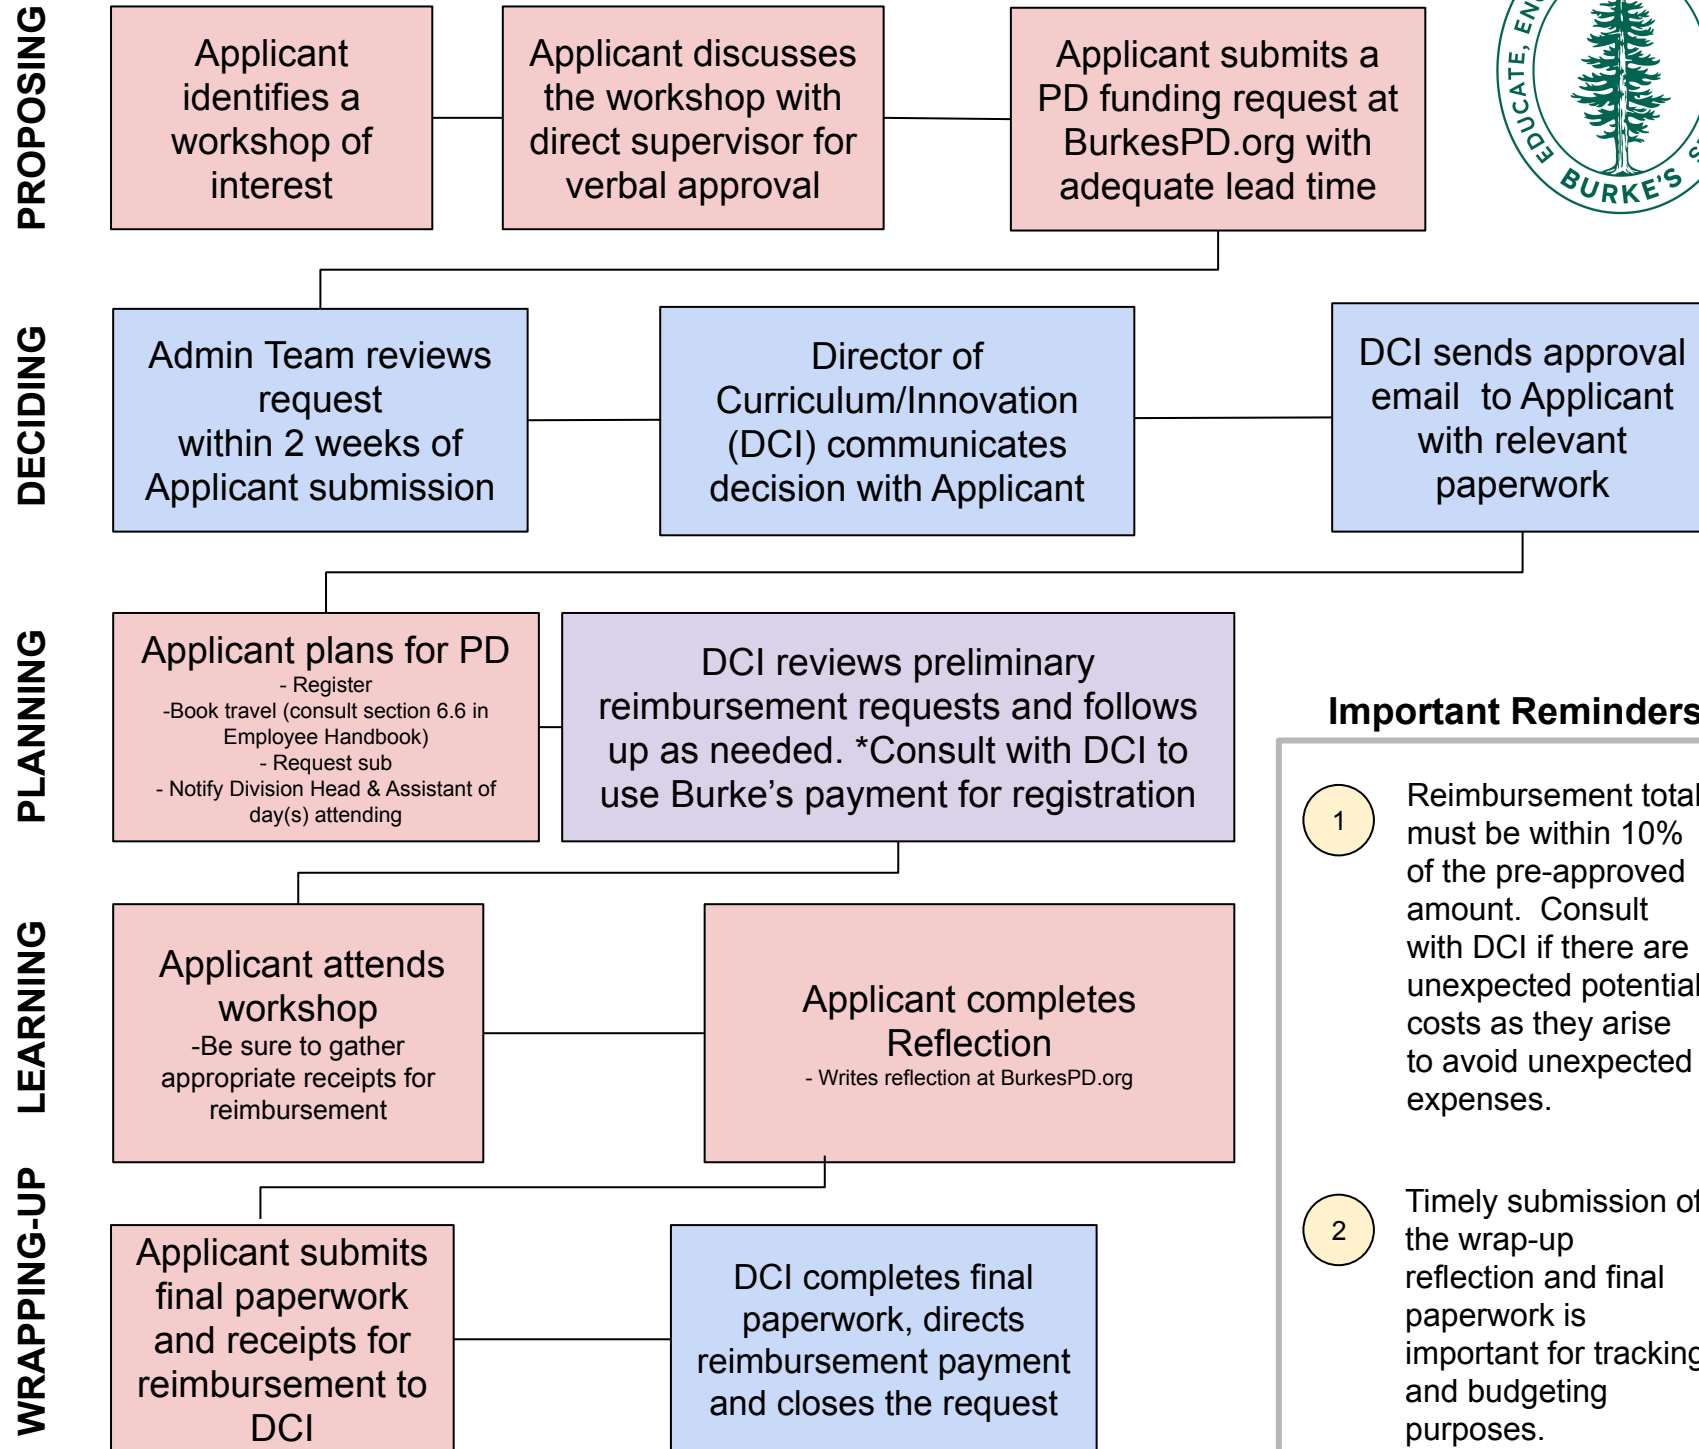 PROPOSING
Applicant
identifies a
workshop of
interest
Applicant discusses
the workshop with
direct supervisor for
verbal approval
Applicant submits a
PD funding request at
BurkesPD.org with
adequate lead time
EDUCATE,
BURKE'S
DECIDING
Admin Team reviews
request
within 2 weeks of
Applicant submission
Director of
Curriculum/Innovation
(DCI) communicates
decision with Applicant
DCI sends approval
email  to Applicant
with relevant
paperwork
PLANNING
Applicant plans for PD
- Register
-Book travel (consult section 6.6 in
Employee Handbook)
- Request sub
- Notify Division Head & Assistant of
day(s) attending
DCI reviews preliminary
reimbursement requests and follows
up as needed. *Consult with DCI to
use Burke’s payment for registration
LEARNING
Applicant attends
workshop
-Be sure to gather
appropriate receipts for
reimbursement
Applicant completes
Reflection
- Writes reflection at BurkesPD.org
WRAPPING-UP
Applicant submits
final paperwork
and receipts for
reimbursement to
DCI
DCI completes final
paperwork, directs
reimbursement payment
and closes the request
Important Reminders
1
Reimbursement total
must be within 10%
of the pre-approved
amount.  Consult
with DCI if there are
unexpected potential
costs as they arise
to avoid unexpected
expenses.
2
Timely submission of
the wrap-up
reflection and final
paperwork is
important for tracking
and budgeting
purposes.